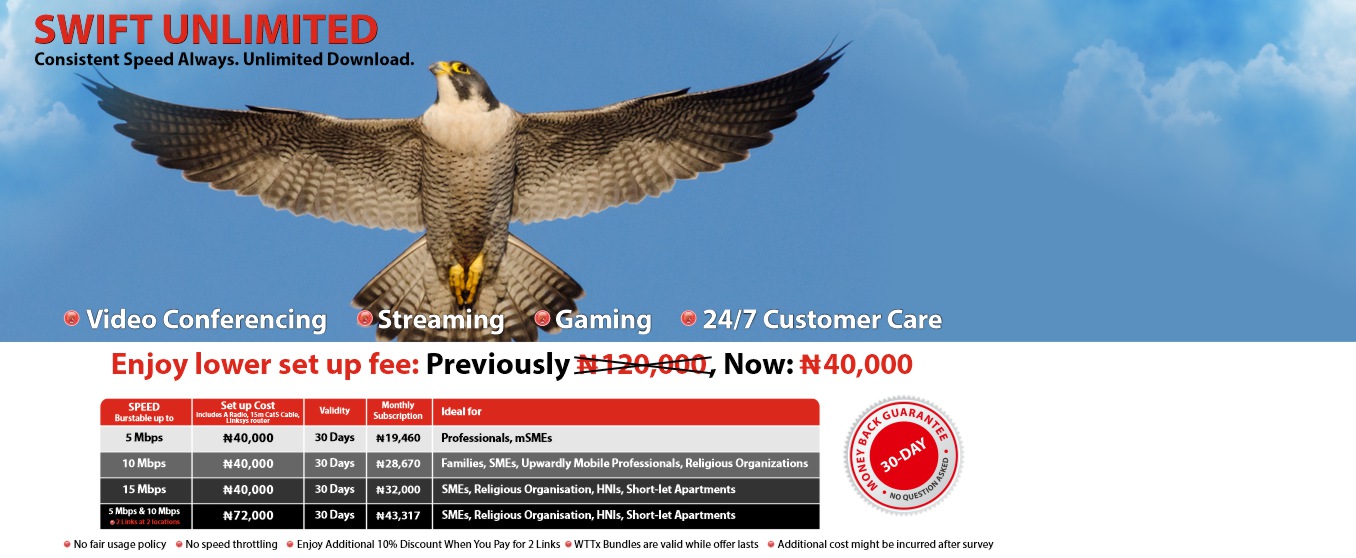 SWIFT UNLIMITED
Consistent Speed Always. Unlimited Download.
Video Conferencing Streaming Gaming 24/7 Customer Care
Enjoy lower set up fee: Previously ₦120,000, Now: ₦40,000
SPEED
Burstable up to
Set up Cost
Includes A Radio, 15m Cat5 Cable,
Linksys router
Validity
Monthly
Subscription
Ideal for
5 Mbps ₦40,000 30 Days ₦19,460 Professionals, mSMEs
10 Mbps ₦40,000 30 Days ₦28,670 Families, SMEs, Upwardly Mobile Professionals, Religious Organizations
15 Mbps ₦40,000 30 Days ₦32,000 SMEs, Religious Organisation, HNIs, Short-let Apartments
5 Mbps & 10 Mbps
2 Links at 2 locations
₦72,000 30 Days ₦43,317 SMEs, Religious Organisation, HNIs, Short-let Apartments
MONEY BACK GUARANTEE
30-DAY
NO QUESTION ASKED
No fair usage policy No speed throttling Enjoy Additional 10% Discount When You Pay for 2 Links WTTx Bundles are valid while offer lasts Additional cost might be incurred after survey